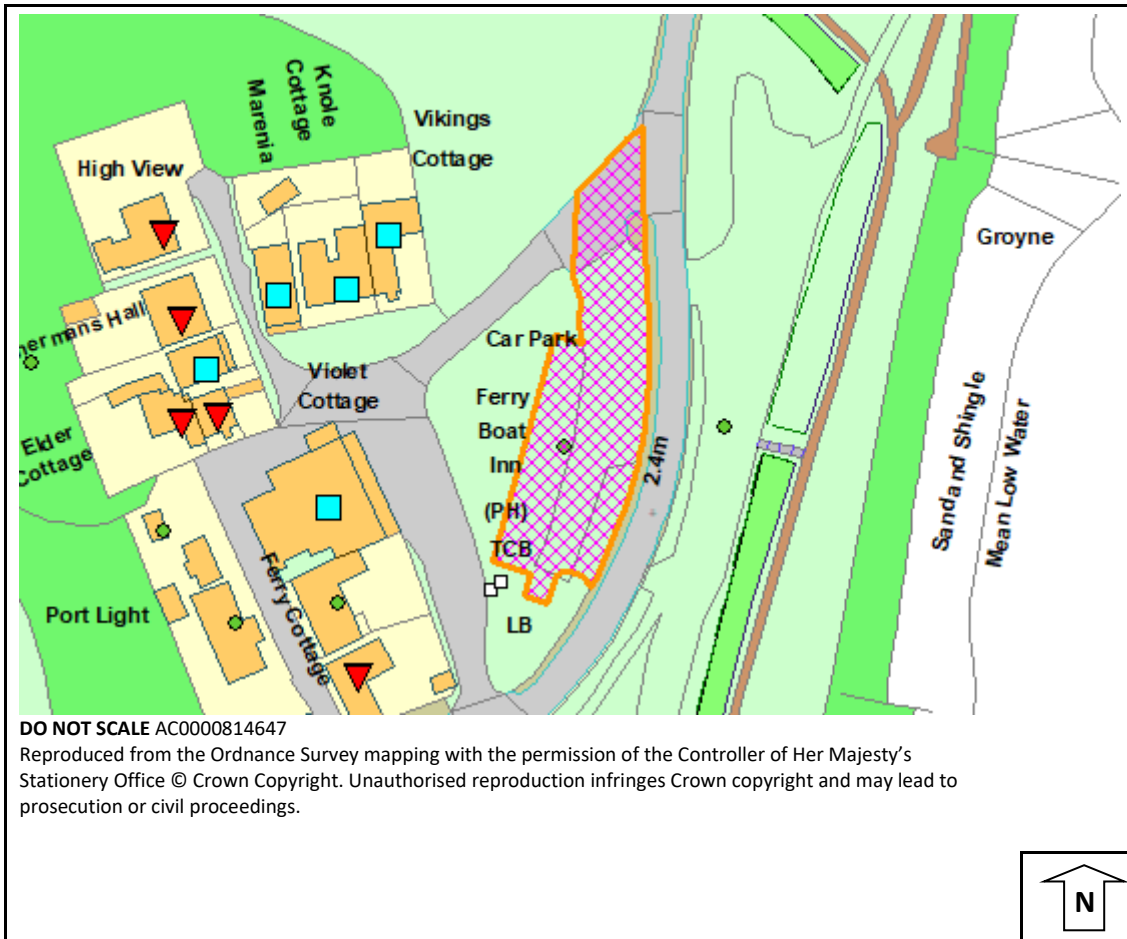 Knole
Cottage
Marenia
Vikings
Cottage
High View
Groyne
hermans Hall
Car Park
Violet
Cottage
Ferry
Boat
Inn
(PH)
TCB
LB
Elder
Cottage
2.4m
Sand and Shingle
Mean Low Water
Ferry Cottage
Port Light
DO NOT SCALE AC0000814647
Reproduced from the Ordnance Survey mapping with the permission of the Controller of Her Majesty's
Stationery Office © Crown Copyright. Unauthorised reproduction infringes Crown copyright and may lead to
prosecution or civil proceedings.
N